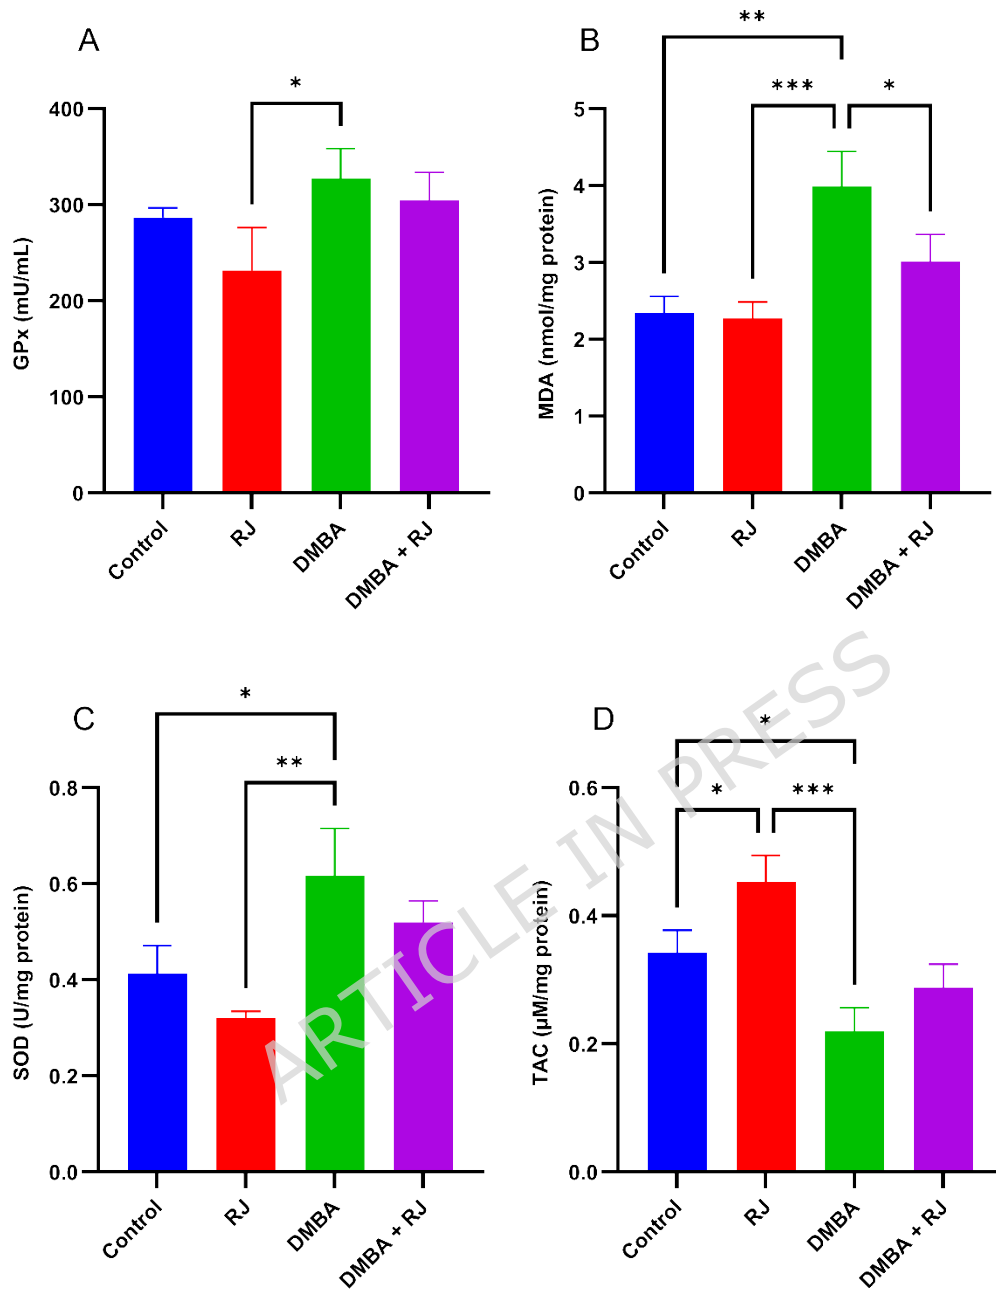 A
*
400
300
200
100
0
GPx (mU/mL)
Control
RJ
DMBA
DMBA + RJ
B
**
***
*
5
4
3
2
1
0
MDA (nmol/mg protein)
Control
RJ
DMBA
DMBA + RJ
C
*
**
0.8
0.6
0.4
0.2
0.0
SOD (U/mg protein)
Control
RJ
DMBA
DMBA + RJ
D
*
*
***
0.6
0.4
0.2
0.0
TAC (µM/mg protein)
Control
RJ
DMBA
DMBA + RJ
ARTICLE IN PRESS